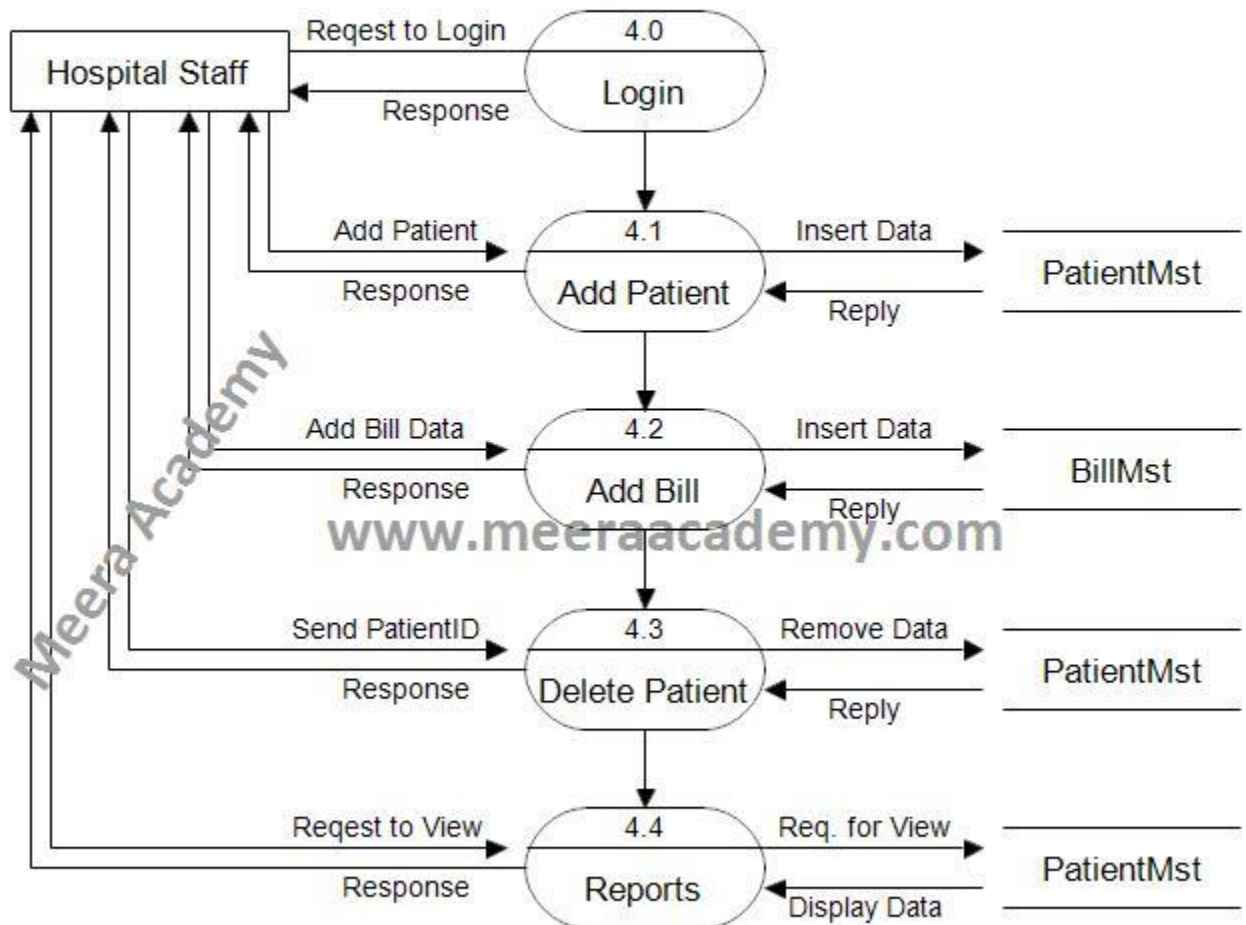 Reqest to Login
4.0
Hospital Staff
Login
Response
Add Patient
4.1
Insert Data
PatientMst
Response
Add Patient
Reply
Add Bill Data
4.2
Insert Data
BillMst
Response
Add Bill
Reply
Meera Academy
www.meeraacademy.com
Send PatientID
4.3
Remove Data
PatientMst
Response
Delete Patient
Reply
Reqest to View
4.4
Req. for View
PatientMst
Response
Reports
Display Data